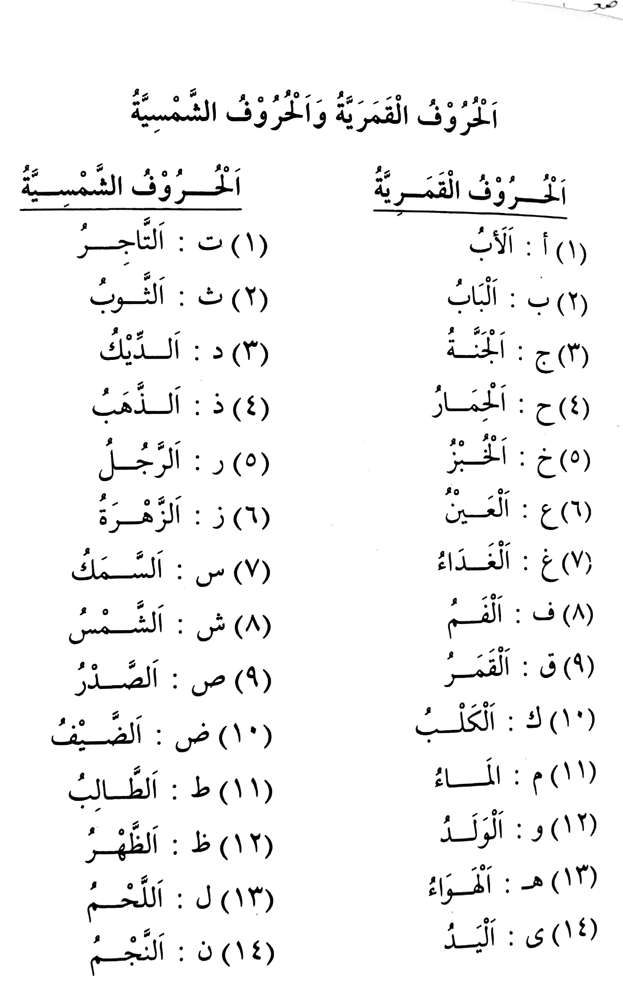 اَلْحُرُوْفُ الْقَمَرَيَّةُ وَاَلْحُرُوْفُ الشَّمْسِيَّةُ
اَلْحُرُوْفُ الْقَمَرِيَّةُ اَلْحُرُوْفُ الشَّمْسِيَّةُ
(١) أ : اَلَأبُ (١) ت : اَلتَّاجِرُ
(٢) ب : اَلْبَابُ (٢) ث : اَلثَّوبُ
(٣) ج : اَلْجَنَّةُ (٣) د : اَلدِّيْكُ
(٤) ح : اَلْحِمَارُ (٤) ذ : اَلذَّهَبُ
(٥) خ : اَلْخُبْزُ (٥) ر : اَلرَّجُلُ
(٦) ع : اَلْعَيْنُ (٦) ز : اَلزَّهْرَةُ
(٧) غ : اَلْغَدَاءُ (٧) س : اَلسَّمَكُ
(٨) ف : اَلْفَمُ (٨) ش : اَلشَّمْسُ
(٩) ق : اَلْقَمَرُ (٩) ص : اَلصَّدْرُ
(١٠) ك : اَلْكَلْبُ (١٠) ض : اَلضَّيْفُ
(١١) م : الَمَاءُ (١١) ط : اَلطَّالِبُ
(١٢) و : اَلْوَلَدُ (١٢) ظ : اَلظَّهْرُ
(١٣) هـ : اَلْهَوَاءُ (١٣) ل : اَللَّحْمُ
(١٤) ى : اَلْيَدُ (١٤) ن : اَلنَّجْمُ